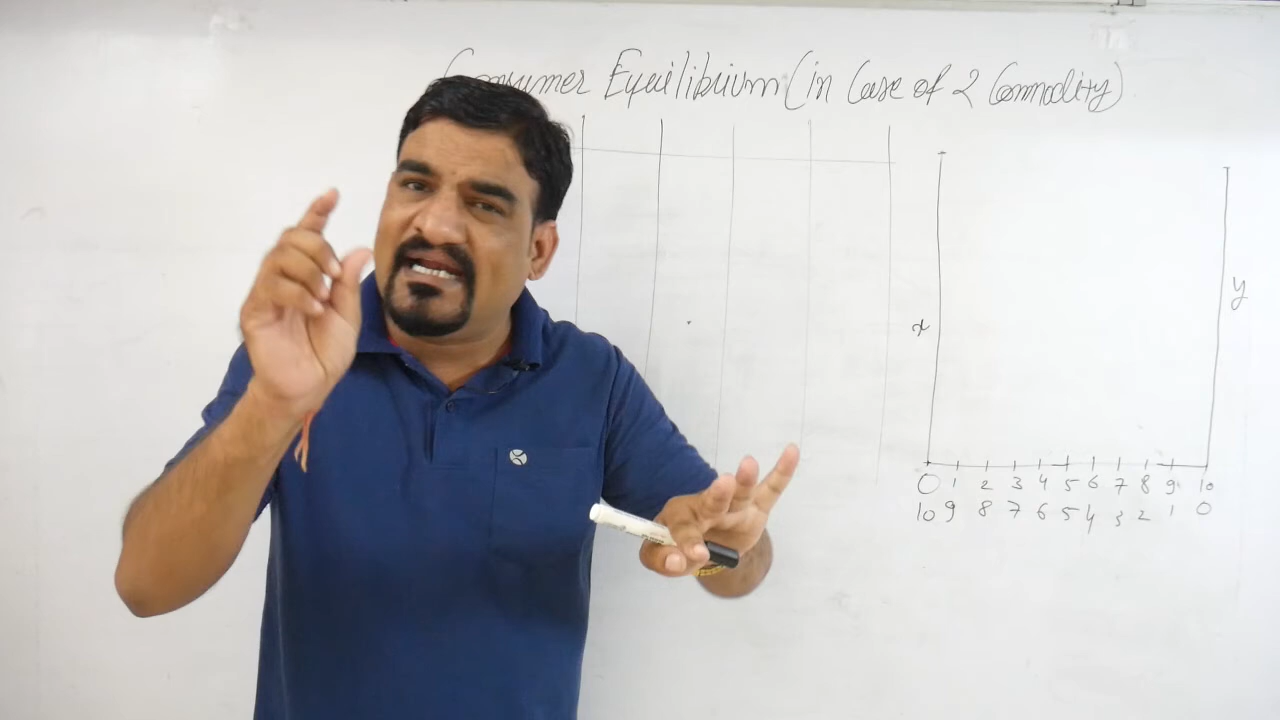 Consumer Equilibrium (in Case of 2 Commodity)
x
y
0 1 2 3 4 5 6 7 8 9 10
10 9 8 7 6 5 4 3 2 1 0